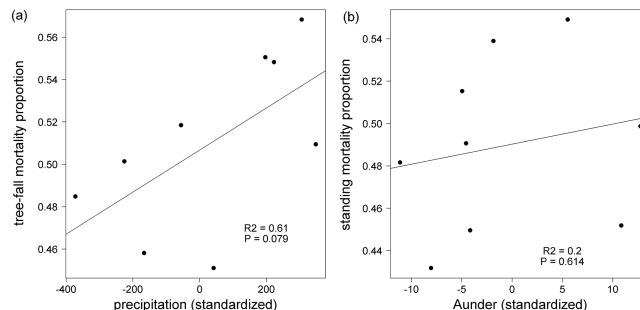 (a)
tree-fall mortality proportion
0.56
0.54
0.52
0.50
0.48
0.46
-400
-200
0
200
precipitation (standardized)
R2 = 0.61
P = 0.079
(b)
standing mortality proportion
0.54
0.52
0.50
0.48
0.46
0.44
-10
-5
0
5
10
Aunder (standardized)
R2 = 0.2
P = 0.614